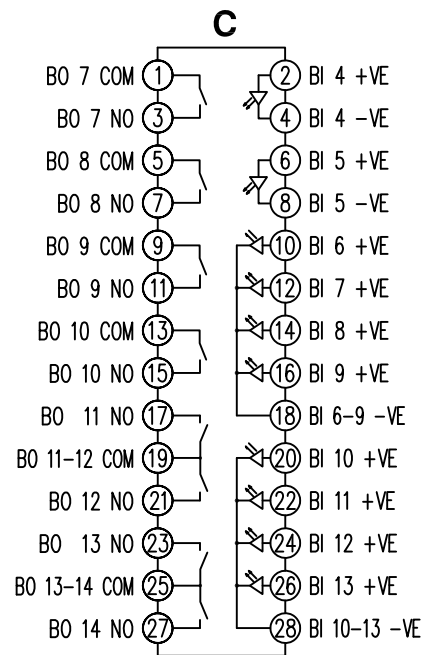 C
BO 7 COM 1 2 BI 4 +VE
BO 7 NO 3 4 BI 4 -VE
BO 8 COM 5 6 BI 5 +VE
BO 8 NO 7 8 BI 5 -VE
BO 9 COM 9 10 BI 6 +VE
BO 9 NO 11 12 BI 7 +VE
BO 10 COM 13 14 BI 8 +VE
BO 10 NO 15 16 BI 9 +VE
BO 11 NO 17 18 BI 6-9 -VE
BO 11-12 COM 19 20 BI 10 +VE
BO 12 NO 21 22 BI 11 +VE
BO 13 NO 23 24 BI 12 +VE
BO 13-14 COM 25 26 BI 13 +VE
BO 14 NO 27 28 BI 10-13 -VE